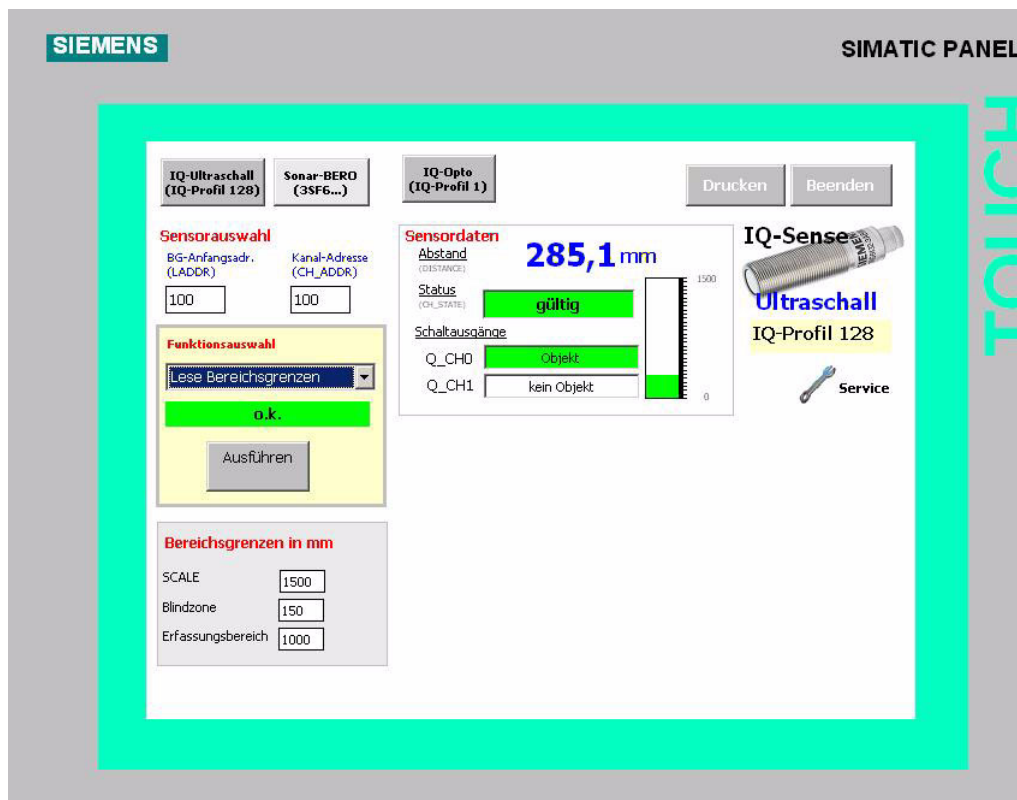 SIEMENS
SIMATIC PANEL
TOUCH
IQ-Ultraschall
(IQ-Profil 128)
Sonar-BERO
(3SF6...)
IQ-Opto
(IQ-Profil 1)
Drucken
Beenden
Sensorauswahl
BG-Anfangsadr.
(LADDR)
Kanal-Adresse
(CH_ADDR)
100
100
Funktionsauswahl
Lese Bereichsgrenzen
o.k.
Ausführen
Bereichsgrenzen in mm
SCALE
1500
Blindzone
150
Erfassungsbereich
1000
Sensordaten
Abstand
(DISTANCE)
285,1 mm
Status
(CH_STATE)
gültig
Schaltausgänge
Q_CH0
Objekt
Q_CH1
kein Objekt
1500
0
IQ-Sense
SIEMENS
Ultraschall
IQ-Profil 128
Service